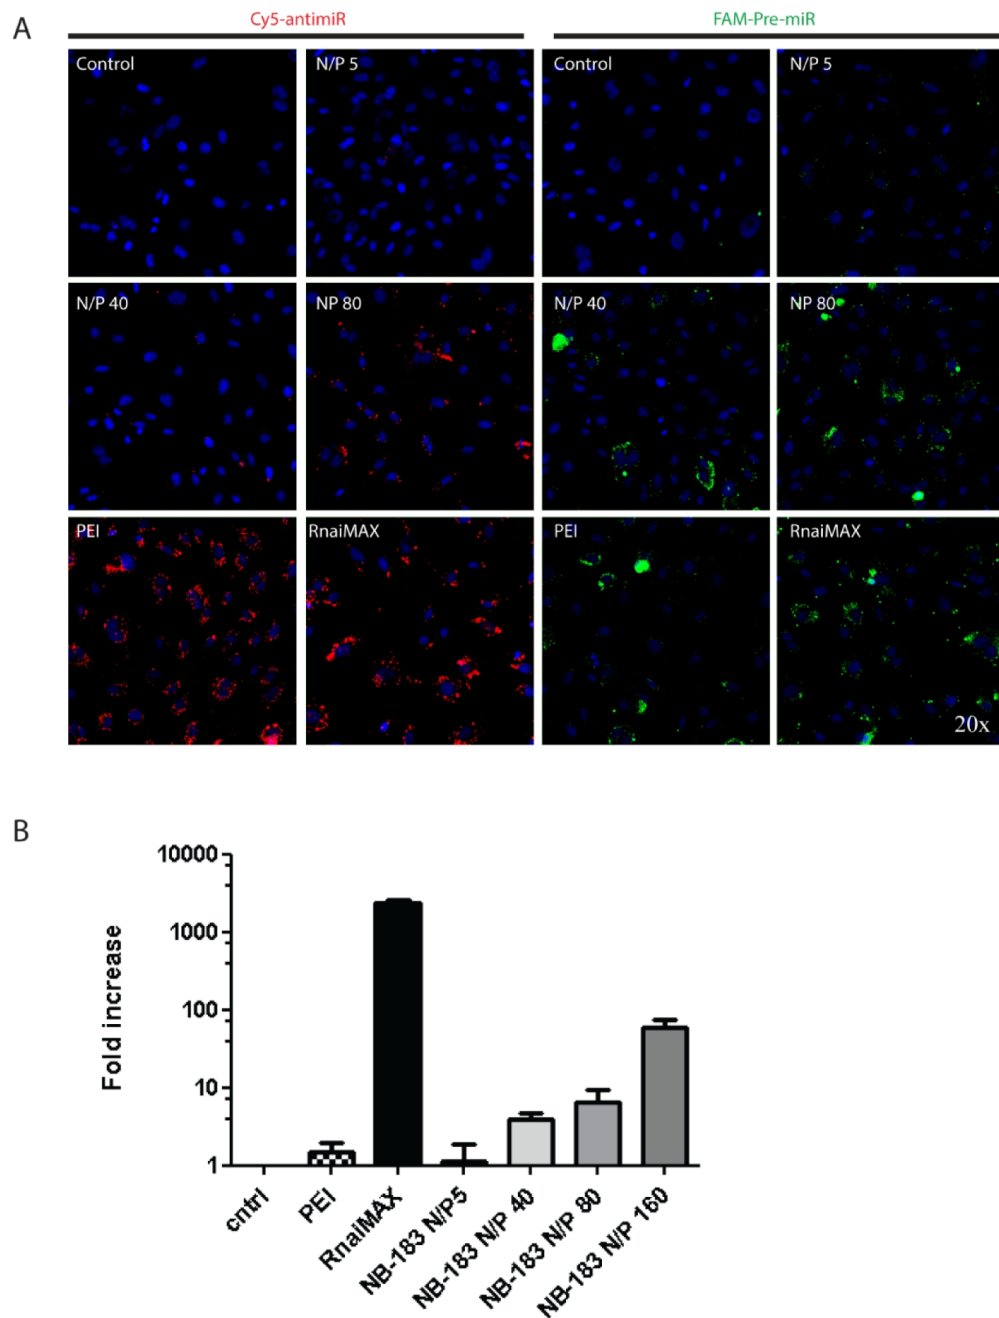 A
Cy5-antimiR FAM-Pre-miR
Control N/P 5 Control N/P 5
N/P 40 NP 80 N/P 40 NP 80
PEI RnaiMAX PEI RnaiMAX
20x
B
10000
1000
100
10
1
Fold increase
cntrl PEI RnaiMAX NB-183 N/P5 NB-183 N/P 40 NB-183 N/P 80 NB-183 N/P 160